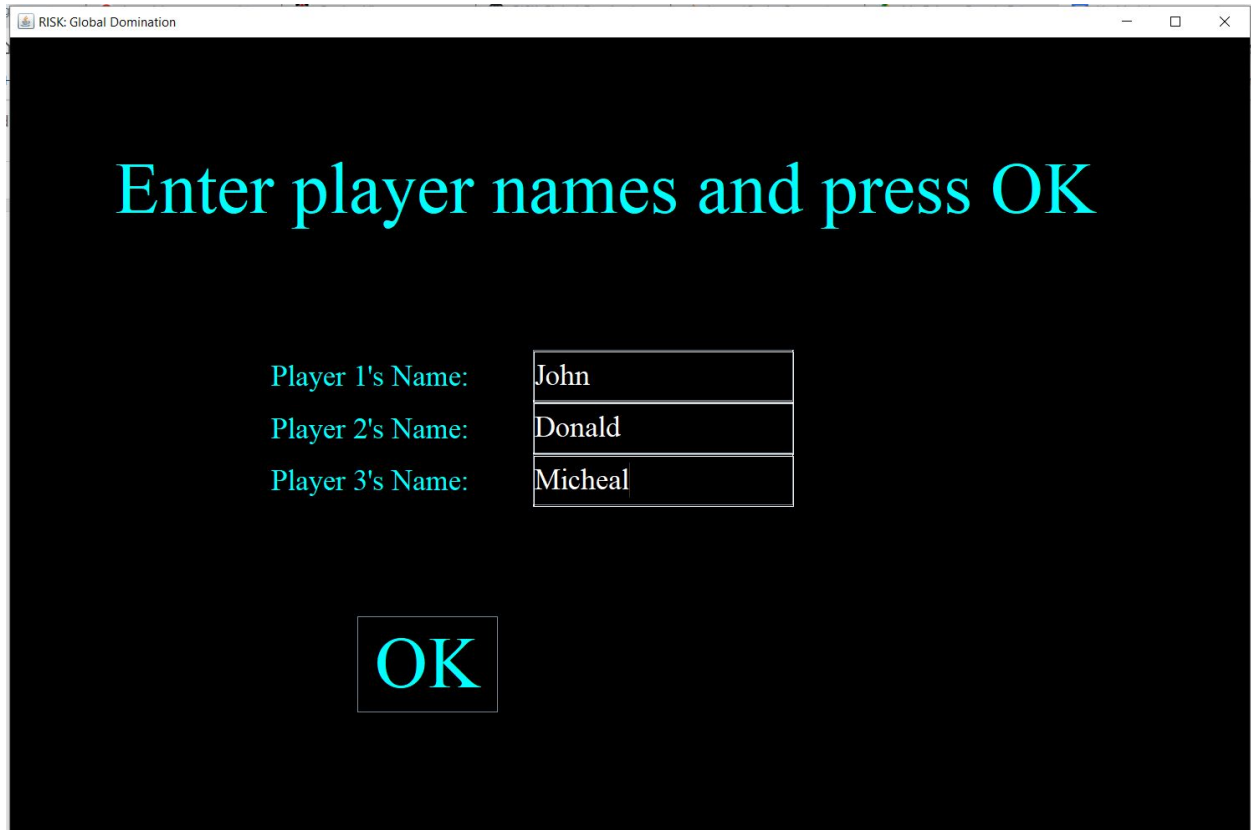 RISK: Global Domination
Enter player names and press OK
Player 1's Name: John
Player 2's Name: Donald
Player 3's Name: Micheal
OK